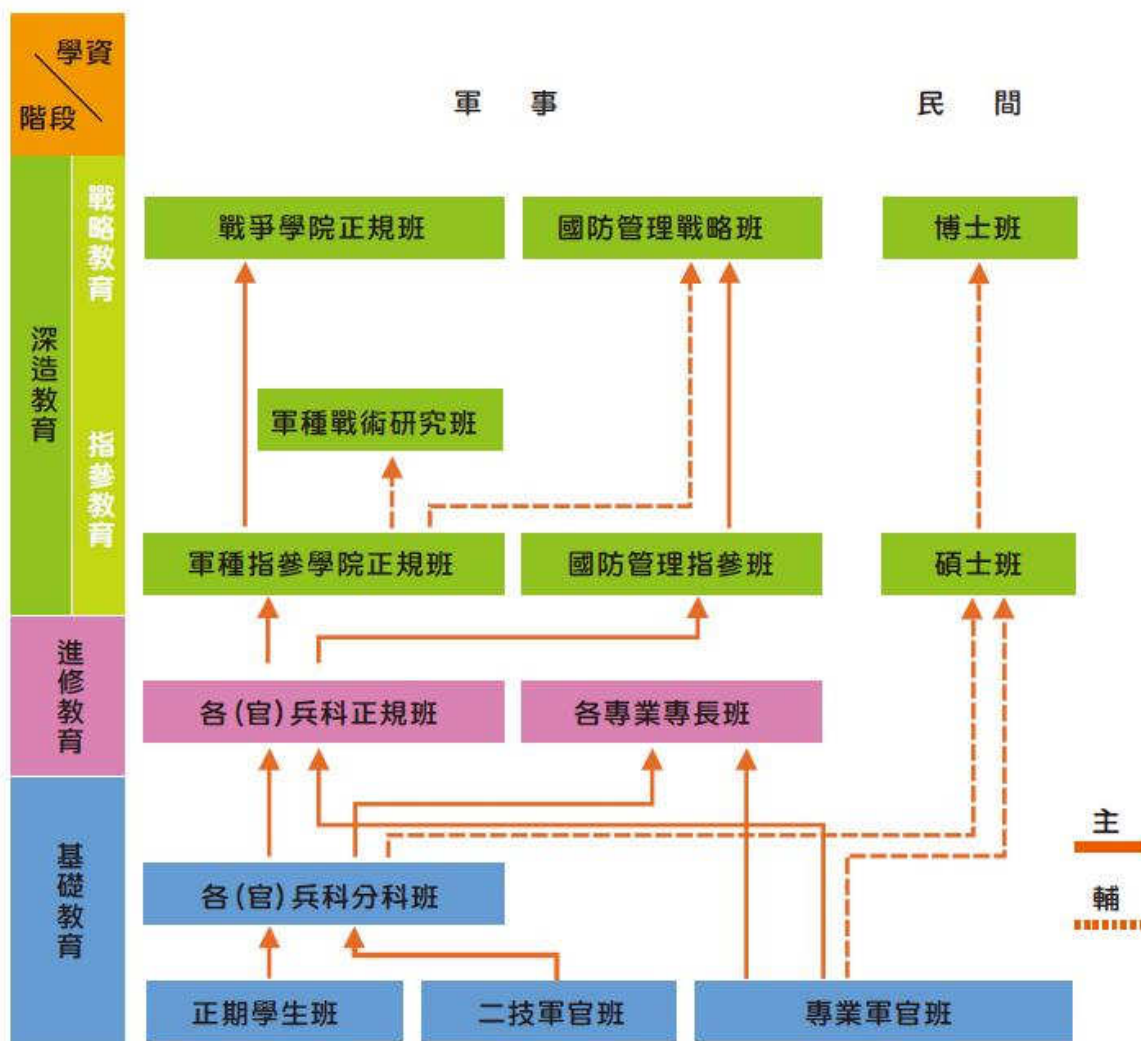 學資
階段
軍事
民間
深造教育
戰略教育
指參教育
進修教育
基礎教育
戰爭學院正規班
國防管理戰略班
博士班
軍種戰術研究班
軍種指參學院正規班
國防管理指參班
碩士班
各(官)兵科正規班
各專業專長班
各(官)兵科分科班
正期學生班
二技軍官班
專業軍官班
主
輔